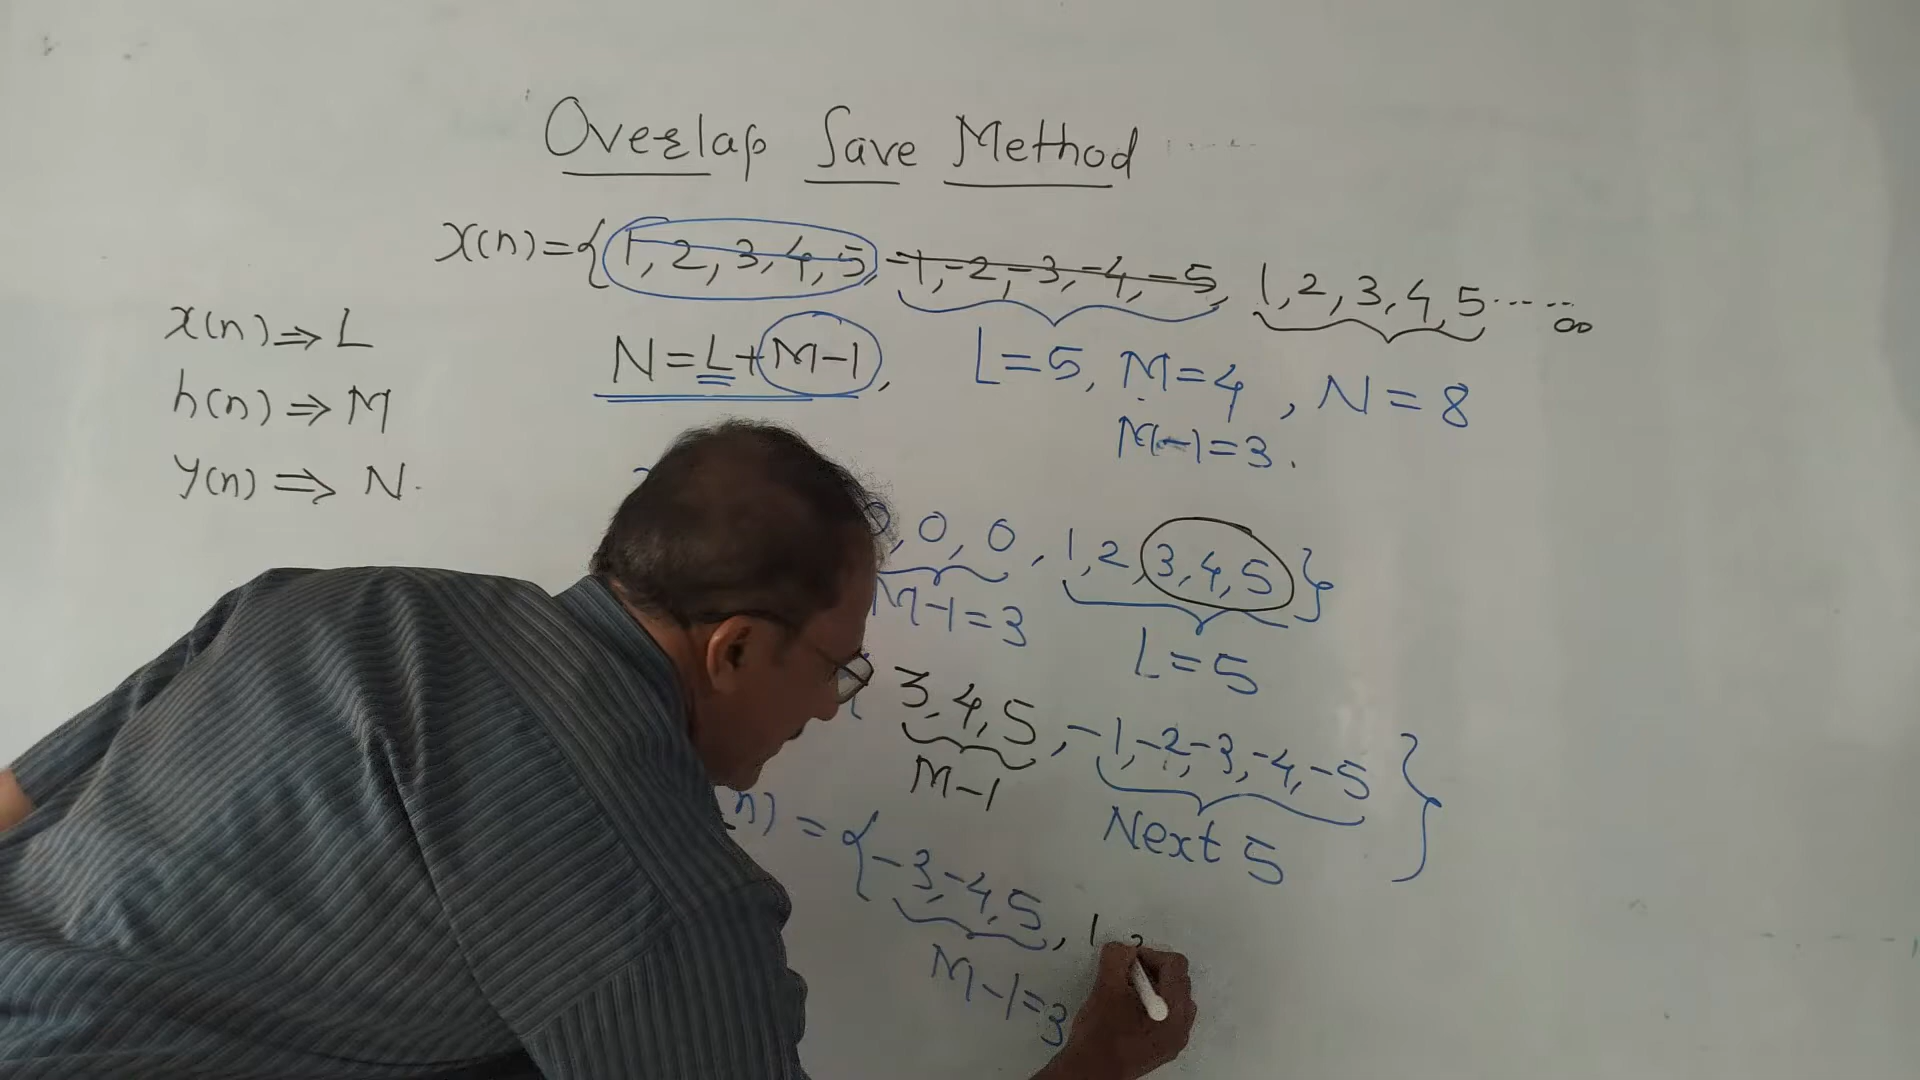 Overlap Save Method .....
x(n)={1, 2, 3, 4, 5, -1, -2, -3, -4, -5, 1, 2, 3, 4, 5 ..... ∞
x(n) ⇒ L
N=L+M-1, L=5, M=4, N=8
h(n) ⇒ M
M-1=3.
y(n) ⇒ N.
0, 0, 0, 1, 2, 3, 4, 5 }
M-1=3
L=5
{ 3, 4, 5, -1, -2, -3, -4, -5 }
M-1
Next 5
n) = { -3, -4, 5, 1,
M-1=3